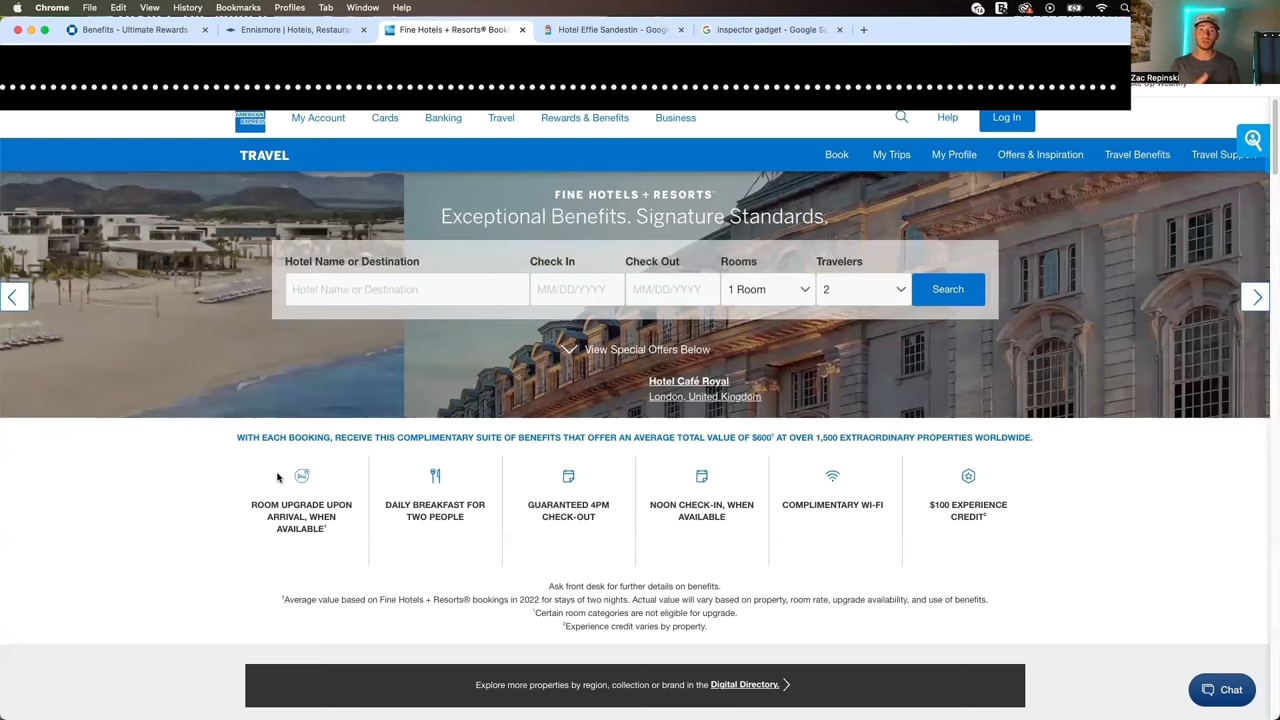 Chrome File Edit View History Bookmarks Profiles Tab Window Help
Benefits - Ultimate Rewards
Ennismore | Hotels, Restaura
Fine Hotels + Resorts® Book
Hotel Effie Sandestin - Goog
inspector gadget - Google S
Zac Repinski
AMERICAN EXPRESS
My Account Cards Banking Travel Rewards & Benefits Business Help Log In
TRAVEL Book My Trips My Profile Offers & Inspiration Travel Benefits Travel Supp
FINE HOTELS + RESORTS
Exceptional Benefits. Signature Standards.
Hotel Name or Destination Check In Check Out Rooms Travelers
Hotel Name or Destination MM/DD/YYYY MM/DD/YYYY 1 Room 2 Search
View Special Offers Below
Hotel Café Royal
London, United Kingdom
WITH EACH BOOKING, RECEIVE THIS COMPLIMENTARY SUITE OF BENEFITS THAT OFFER AN AVERAGE TOTAL VALUE OF $600† AT OVER 1,500 EXTRAORDINARY PROPERTIES WORLDWIDE.
ROOM UPGRADE UPON ARRIVAL, WHEN AVAILABLE¹
DAILY BREAKFAST FOR TWO PEOPLE
GUARANTEED 4PM CHECK-OUT
NOON CHECK-IN, WHEN AVAILABLE
COMPLIMENTARY WI-FI
$100 EXPERIENCE CREDIT²
Ask front desk for further details on benefits.
†Average value based on Fine Hotels + Resorts® bookings in 2022 for stays of two nights. Actual value will vary based on property, room rate, upgrade availability, and use of benefits.
¹Certain room categories are not eligible for upgrade.
²Experience credit varies by property.
Explore more properties by region, collection or brand in the Digital Directory.
Chat